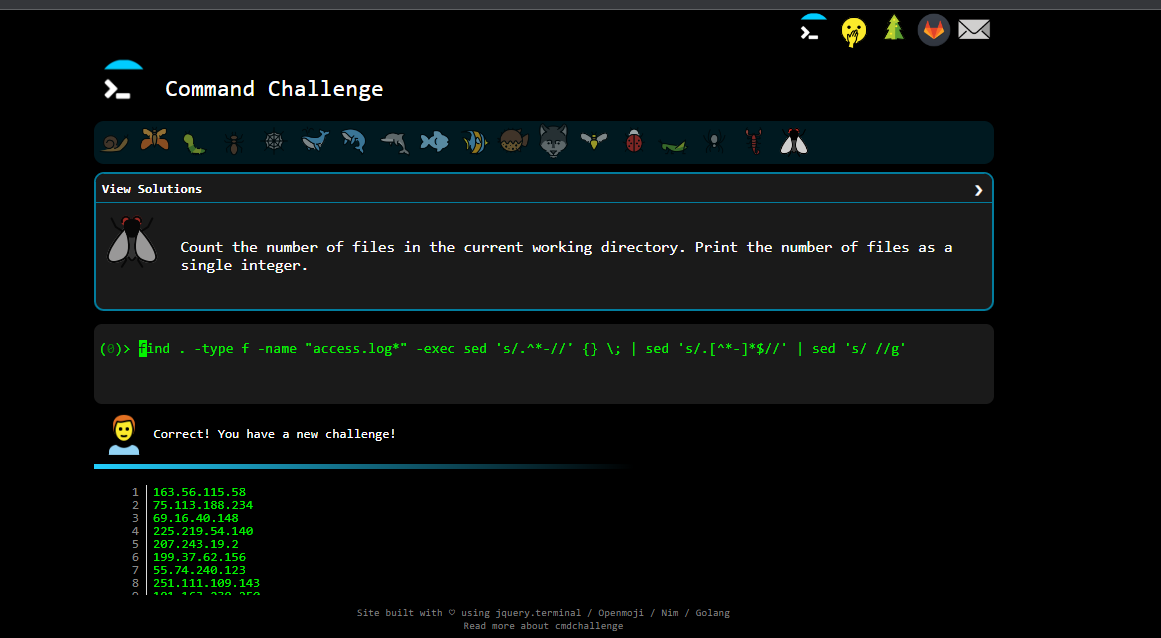 Command Challenge
View Solutions
Count the number of files in the current working directory. Print the number of files as a
single integer.
(0)> find . -type f -name "access.log*" -exec sed 's/.^*-//' {} \; | sed 's/.[^*-]*$//' | sed 's/ //g'
Correct! You have a new challenge!
1 163.56.115.58
2 75.113.188.234
3 69.16.40.148
4 225.219.54.140
5 207.243.19.2
6 199.37.62.156
7 55.74.240.123
8 251.111.109.143
Site built with ♡ using jquery.terminal / Openmoji / Nim / Golang
Read more about cmdchallenge